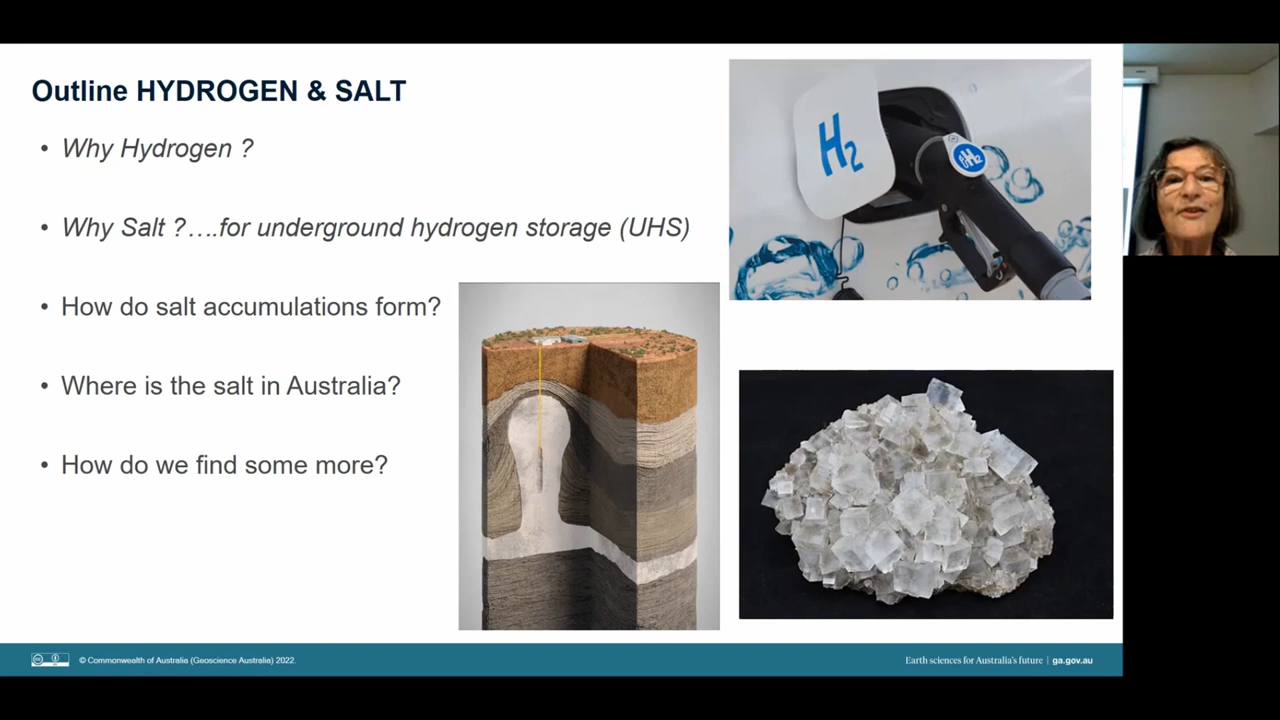 Outline HYDROGEN & SALT
• Why Hydrogen ?
• Why Salt ?....for underground hydrogen storage (UHS)
• How do salt accumulations form?
• Where is the salt in Australia?
• How do we find some more?
H2
H2
© Commonwealth of Australia (Geoscience Australia) 2022.
Earth sciences for Australia's future | ga.gov.au